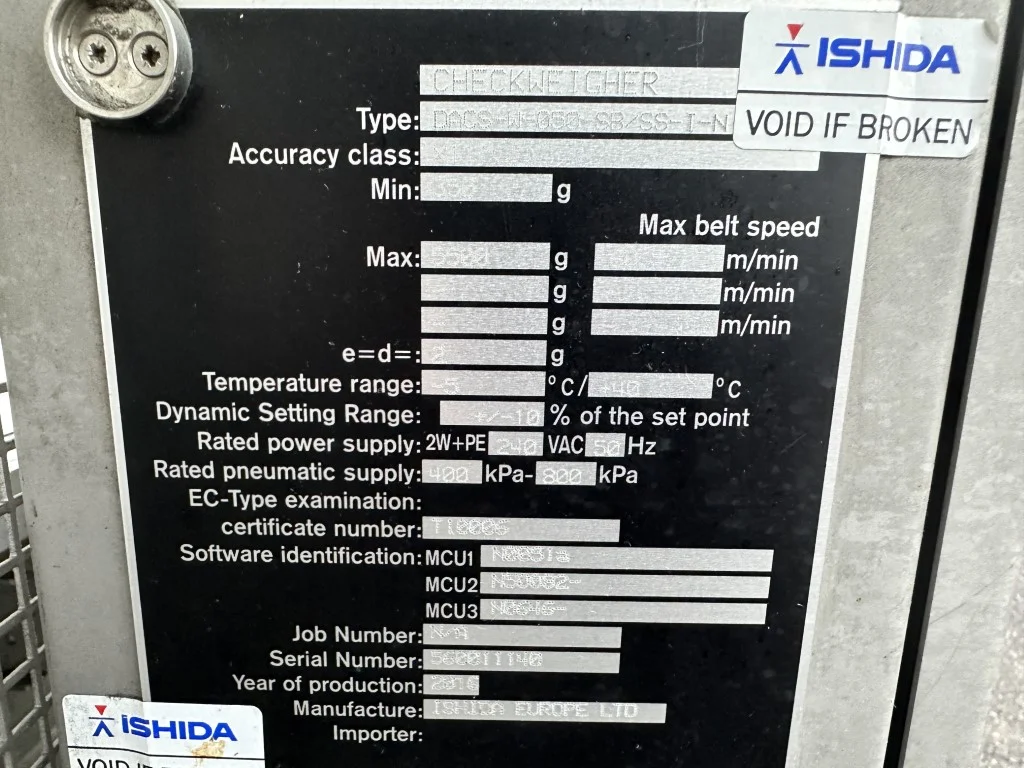 ISHIDA
VOID IF BROKEN
CHECKWEIGHER
Type: DACS-W-060-SB/SS-I-N
Accuracy class:
Min: g
Max belt speed
Max: g m/min
g m/min
g m/min
e=d=: 2 g
Temperature range: -5 °C/ +40 °C
Dynamic Setting Range: +/-10 % of the set point
Rated power supply: 2W+PE 240 VAC 50 Hz
Rated pneumatic supply: 400 kPa- 800 kPa
EC-Type examination:
certificate number: T10006
Software identification: MCU1
MCU2
MCU3
Job Number: N/A
Serial Number: 560011140
Year of production: 2016
Manufacture: ISHIDA EUROPE LTD
Importer:
ISHIDA